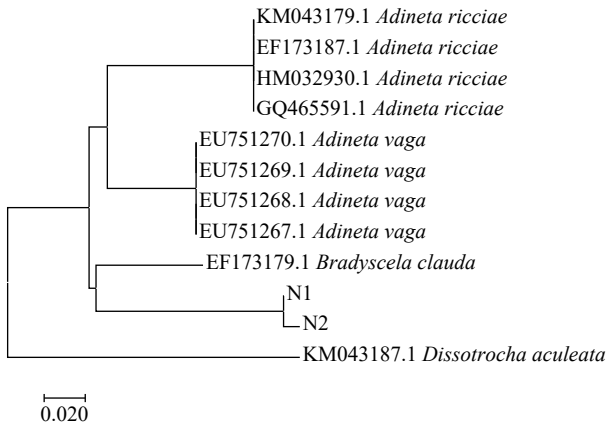 KM043179.1 Adineta ricciae
EF173187.1 Adineta ricciae
HM032930.1 Adineta ricciae
GQ465591.1 Adineta ricciae
EU751270.1 Adineta vaga
EU751269.1 Adineta vaga
EU751268.1 Adineta vaga
EU751267.1 Adineta vaga
EF173179.1 Bradyscela clauda
N1
N2
KM043187.1 Dissotrocha aculeata
0.020